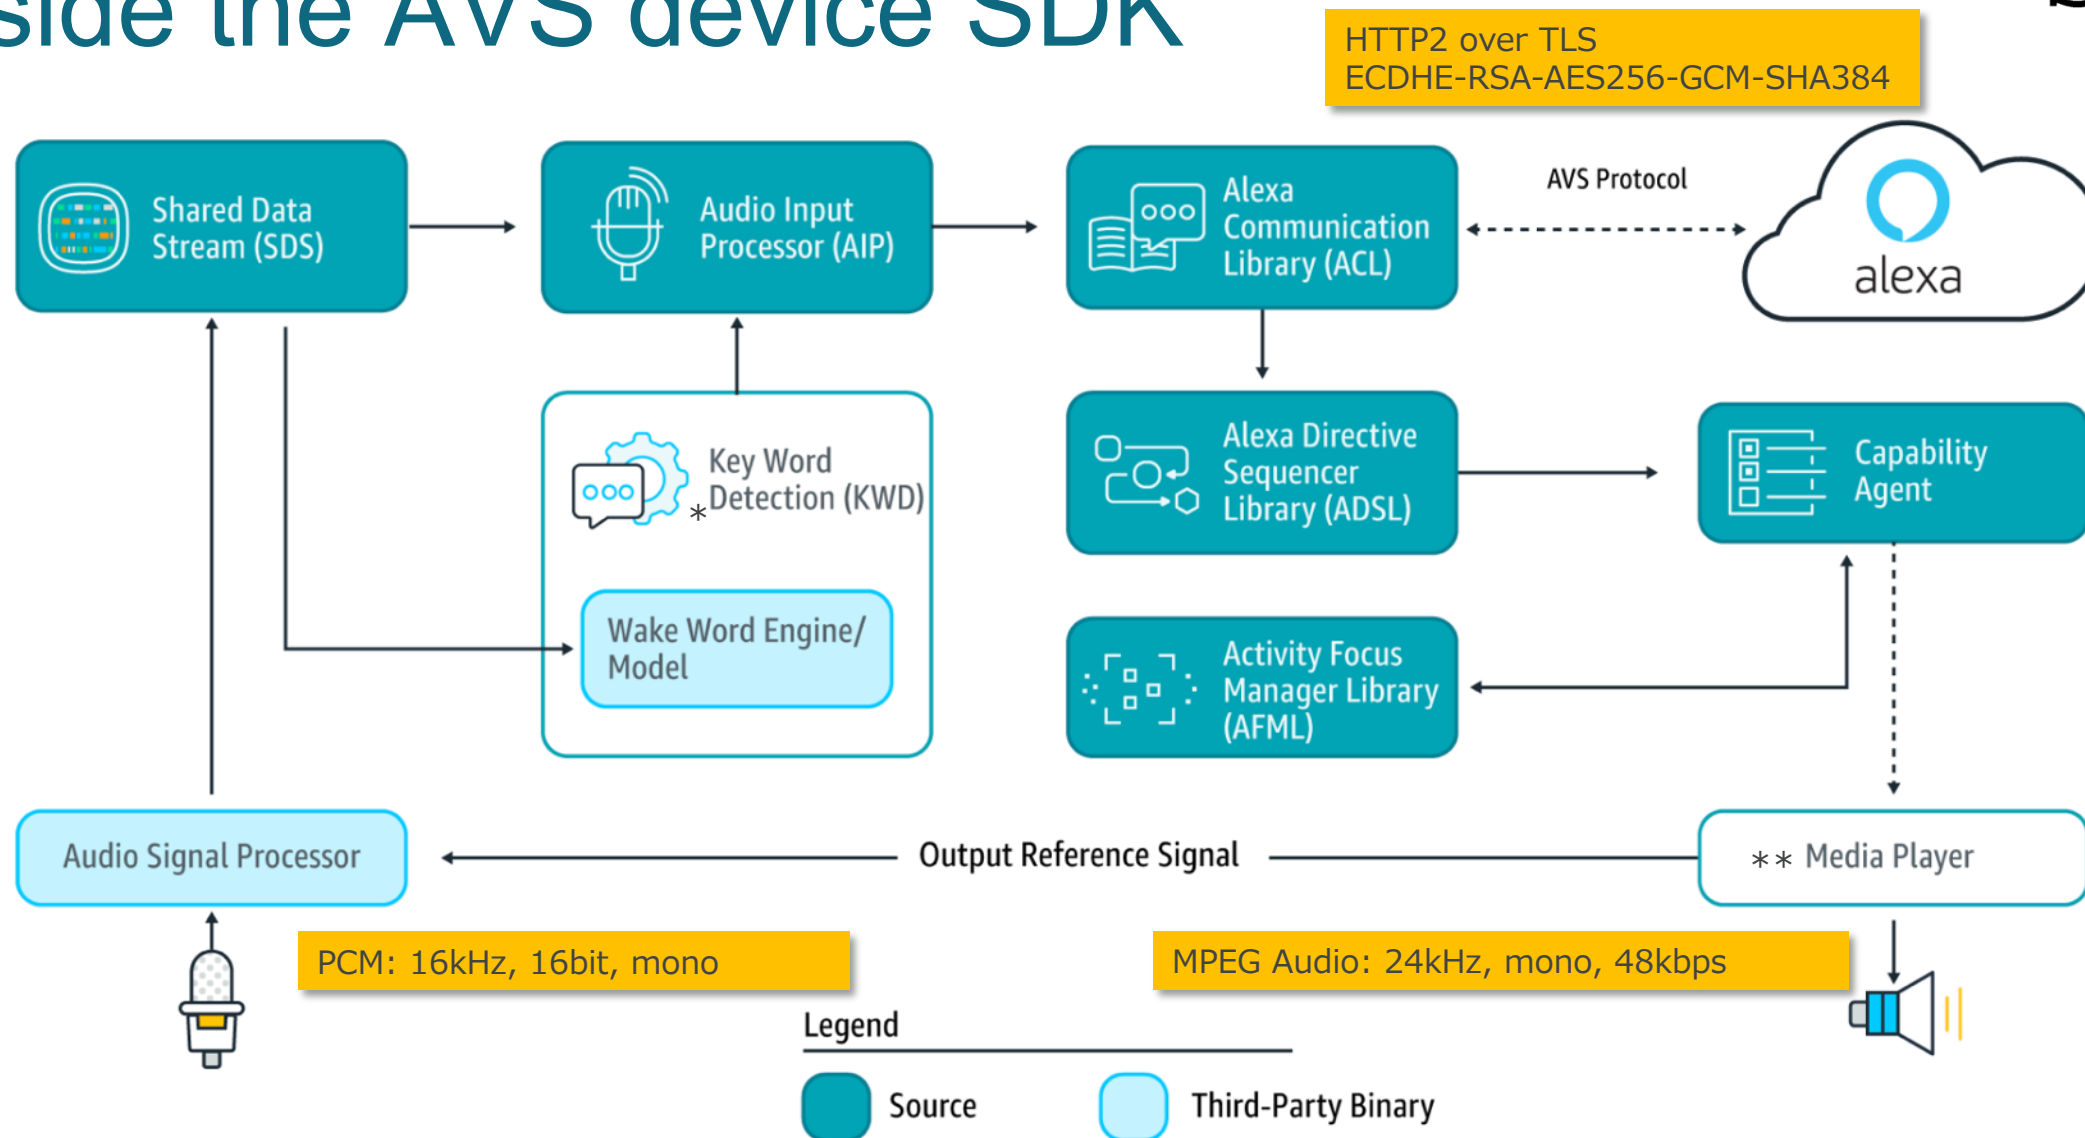 side the AVS device SDK
HTTP2 over TLS
ECDHE-RSA-AES256-GCM-SHA384
Shared Data
Stream (SDS)
Audio Input
Processor (AIP)
Alexa
Communication
Library (ACL)
AVS Protocol
alexa
Key Word
*Detection (KWD)
Wake Word Engine/
Model
Alexa Directive
Sequencer
Library (ADSL)
Capability
Agent
Activity Focus
Manager Library
(AFML)
Audio Signal Processor
Output Reference Signal
** Media Player
PCM: 16kHz, 16bit, mono
MPEG Audio: 24kHz, mono, 48kbps
Legend
Source
Third-Party Binary